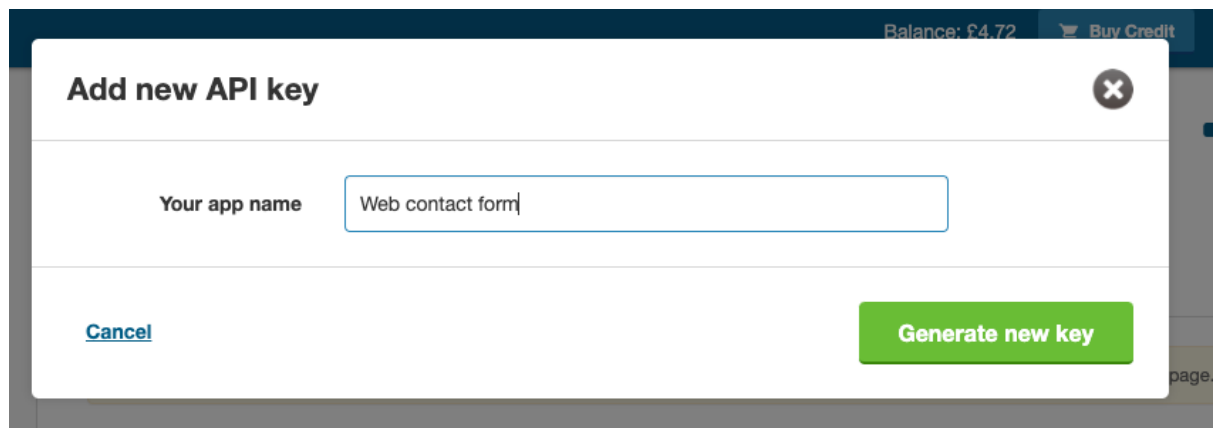 Balance: £4.72 Buy Credit
Add new API key
Your app name Web contact form
Cancel Generate new key
page.